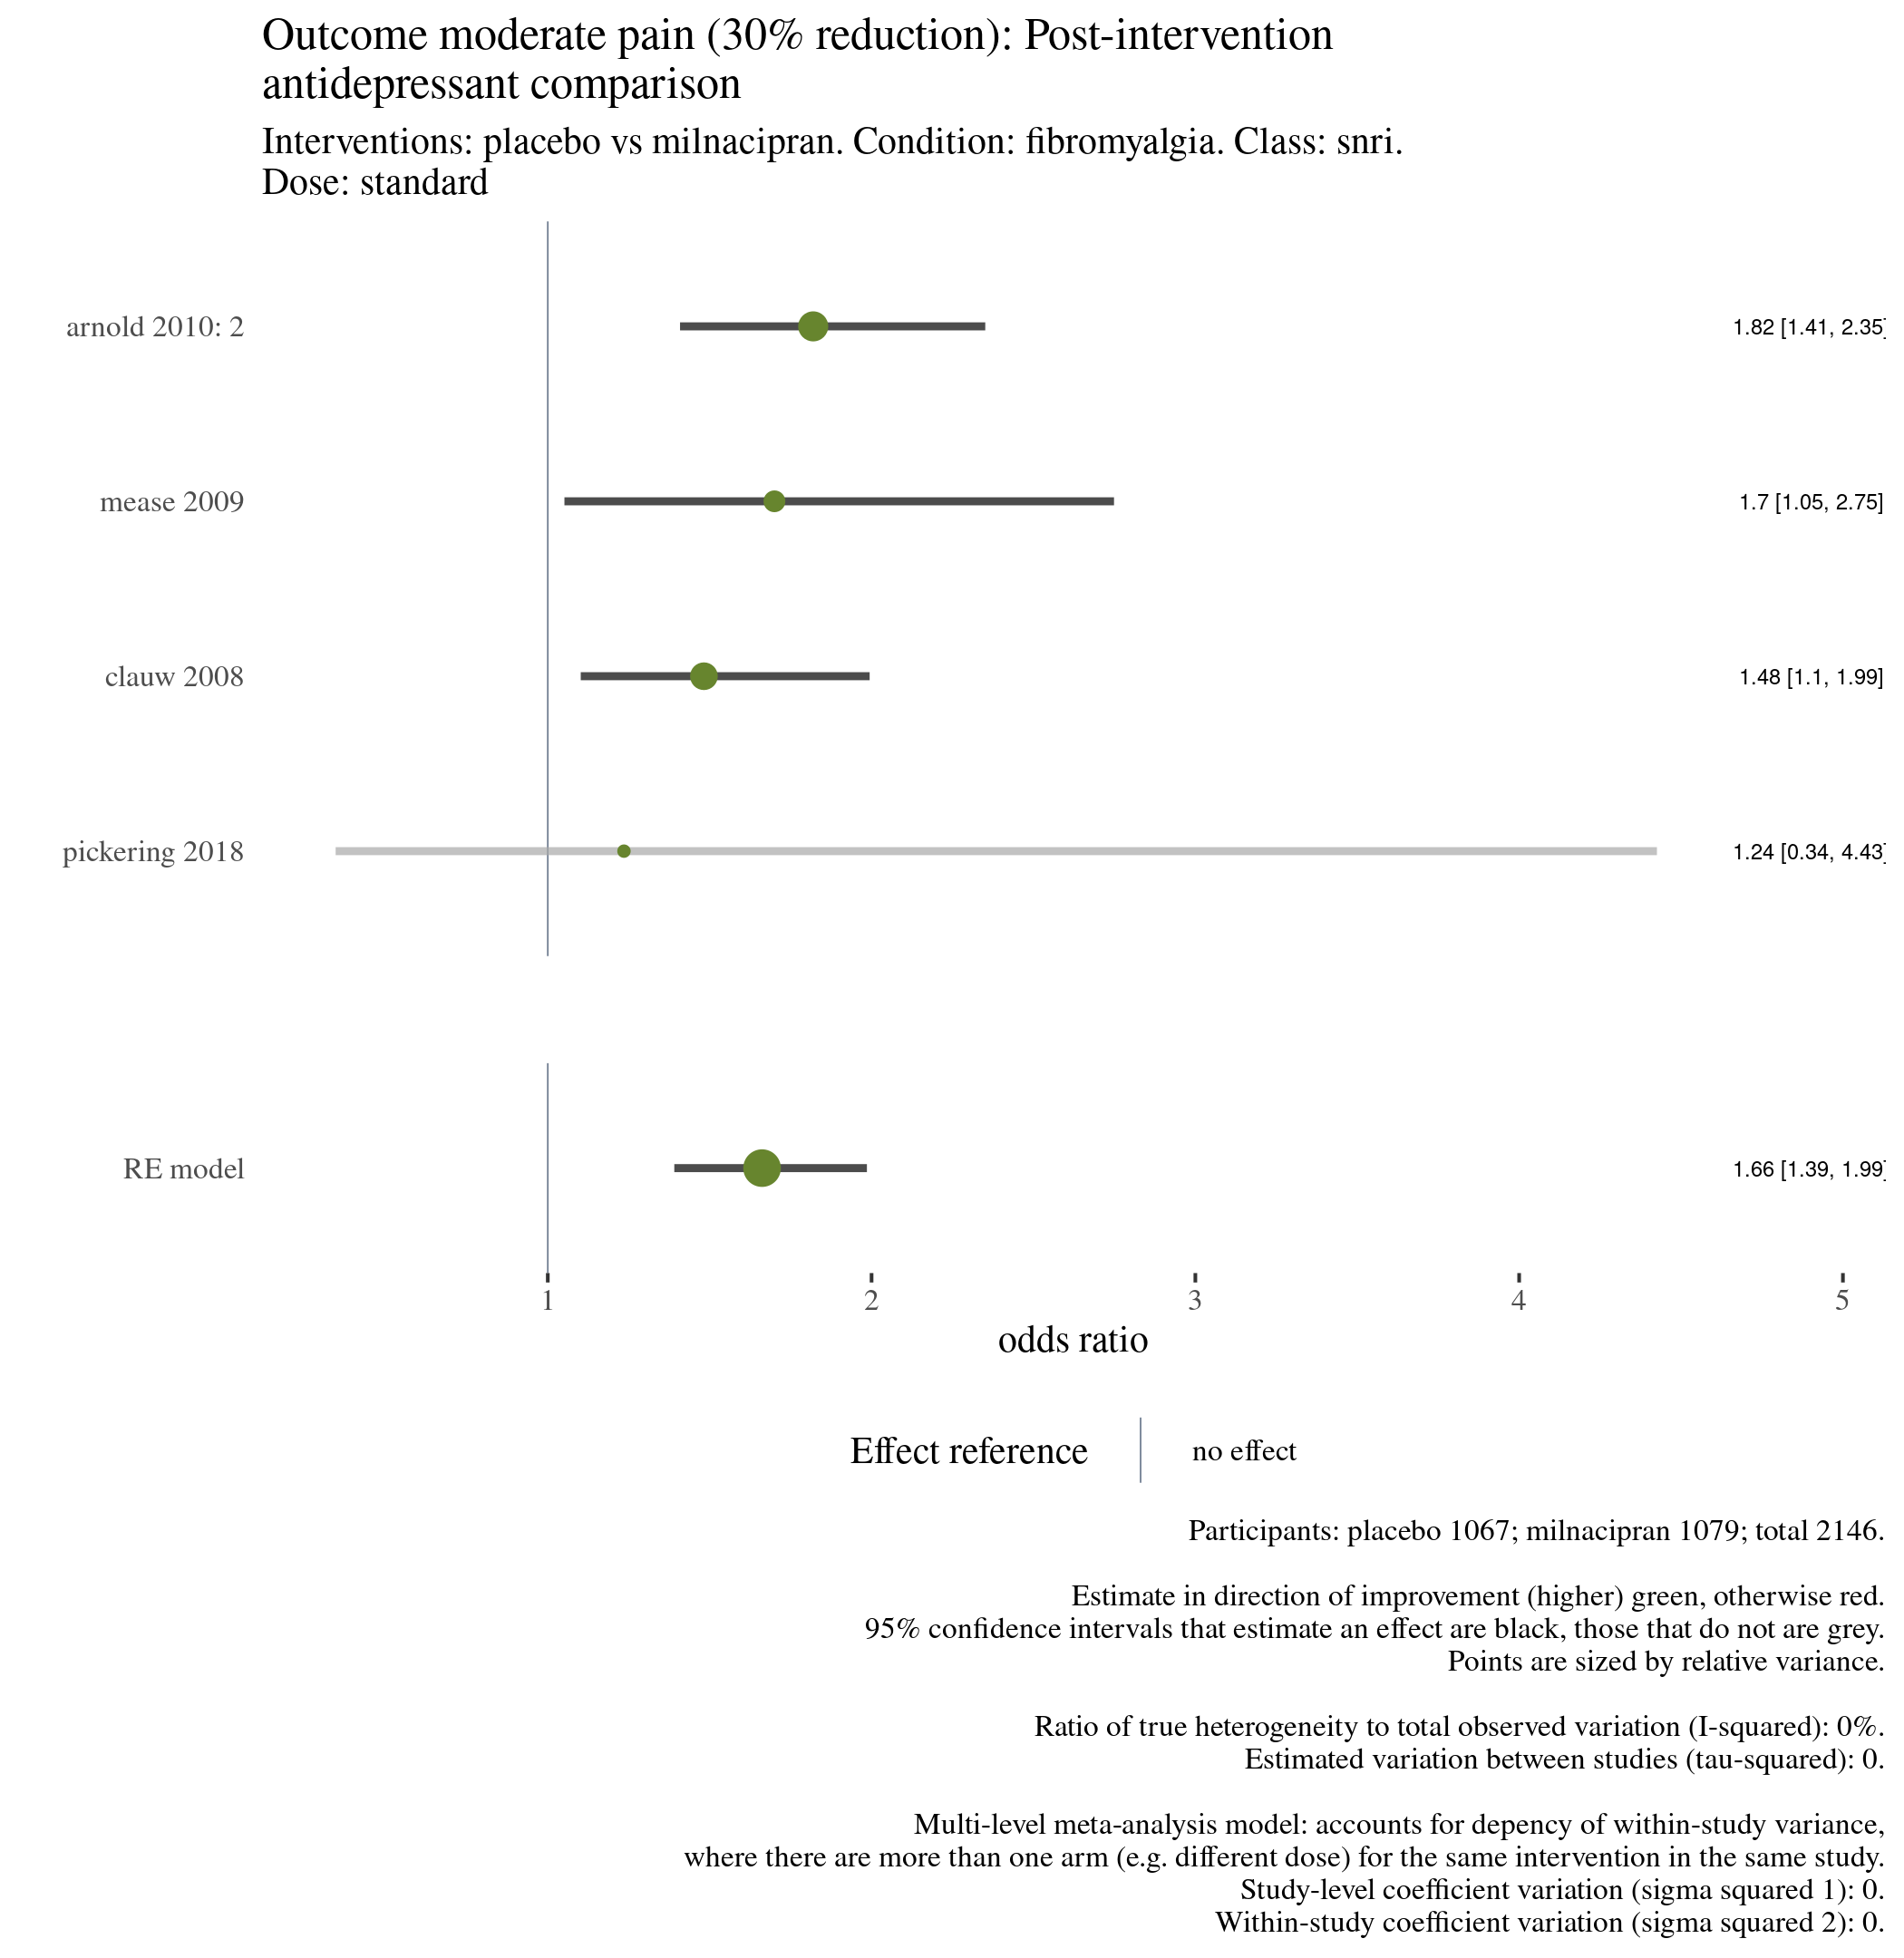 Outcome moderate pain (30% reduction): Post-intervention
antidepressant comparison
Interventions: placebo vs milnacipran. Condition: fibromyalgia. Class: snri.
Dose: standard
arnold 2010: 2
1.82 [1.41, 2.35]
mease 2009
1.7 [1.05, 2.75]
clauw 2008
1.48 [1.1, 1.99]
pickering 2018
1.24 [0.34, 4.43]
RE model
1.66 [1.39, 1.99]
1 2 3 4 5
odds ratio
Effect reference no effect
Participants: placebo 1067; milnacipran 1079; total 2146.
Estimate in direction of improvement (higher) green, otherwise red.
95% confidence intervals that estimate an effect are black, those that do not are grey.
Points are sized by relative variance.
Ratio of true heterogeneity to total observed variation (I-squared): 0%.
Estimated variation between studies (tau-squared): 0.
Multi-level meta-analysis model: accounts for depency of within-study variance,
where there are more than one arm (e.g. different dose) for the same intervention in the same study.
Study-level coefficient variation (sigma squared 1): 0.
Within-study coefficient variation (sigma squared 2): 0.